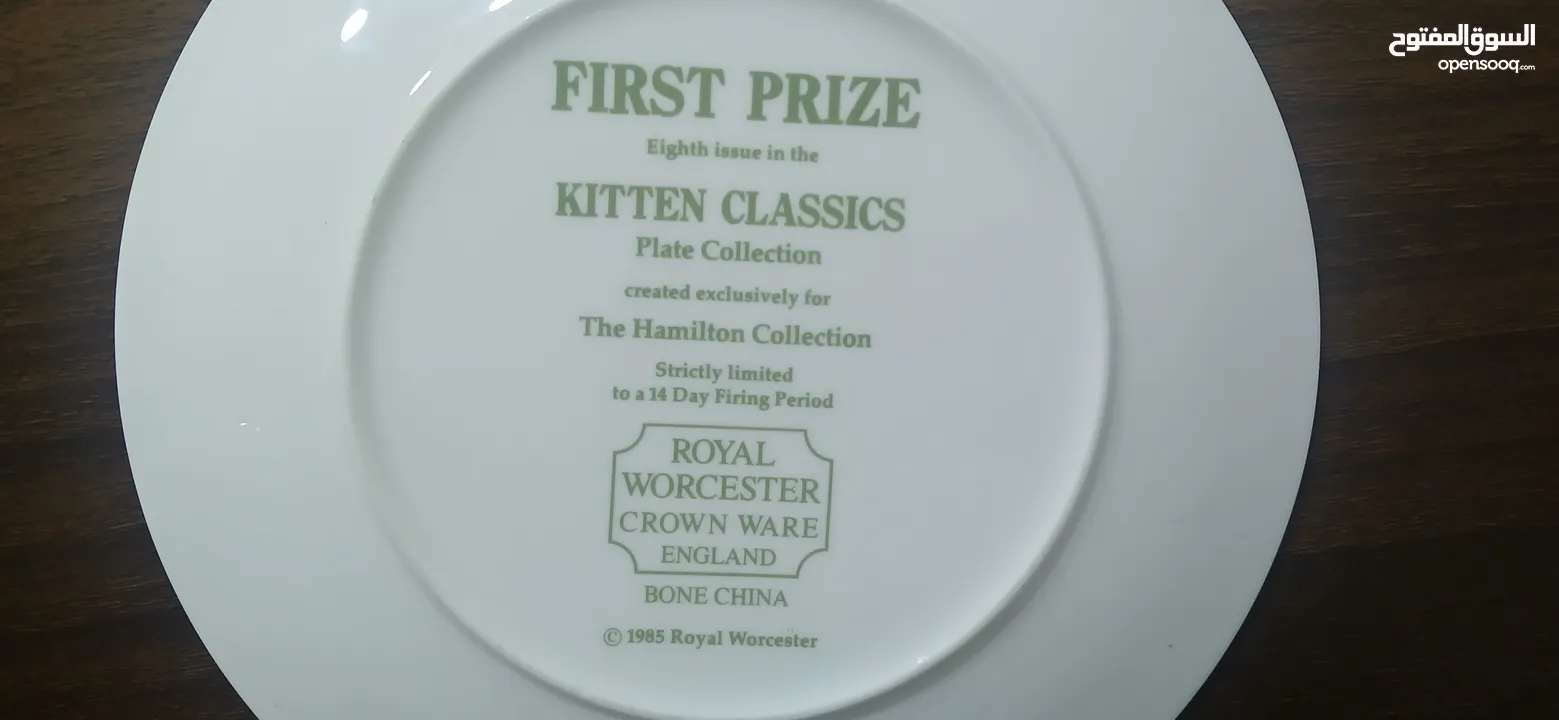 السوق المفتوح
opensooq.com
FIRST PRIZE
Eighth issue in the
KITTEN CLASSICS
Plate Collection
created exclusively for
The Hamilton Collection
Strictly limited
to a 14 Day Firing Period
ROYAL
WORCESTER
CROWN WARE
ENGLAND
BONE CHINA
© 1985 Royal Worcester